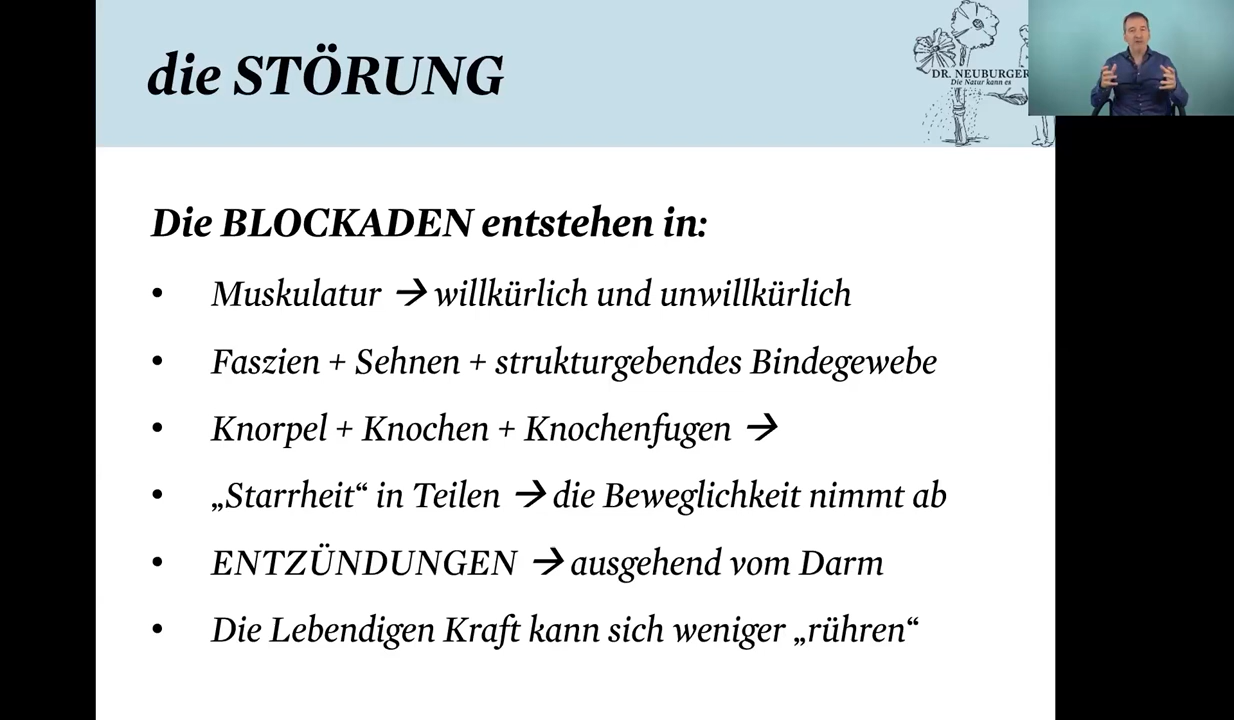 die STÖRUNG
DR. NEUBURGER
Die Natur kann es
Die BLOCKADEN entstehen in:
• Muskulatur → willkürlich und unwillkürlich
• Faszien + Sehnen + strukturgebendes Bindegewebe
• Knorpel + Knochen + Knochenfugen →
• „Starrheit“ in Teilen → die Beweglichkeit nimmt ab
• ENTZÜNDUNGEN → ausgehend vom Darm
• Die Lebendigen Kraft kann sich weniger „rühren“